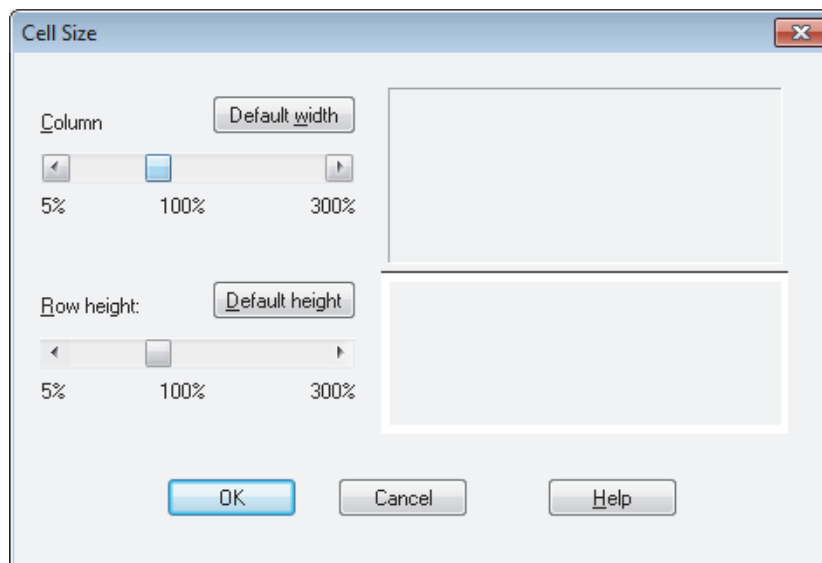 Cell Size
Column
Default width
5% 100% 300%
Row height:
Default height
5% 100% 300%
OK Cancel Help